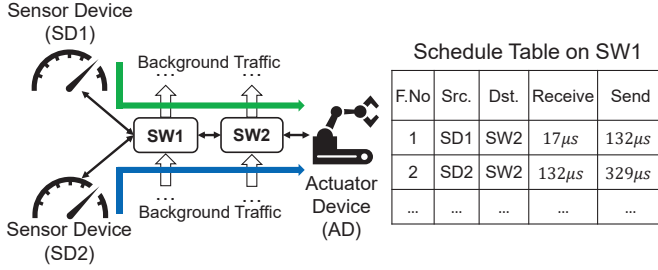 Sensor Device
(SD1)
Background Traffic
...
...
SW1
SW2
...
...
Background Traffic
Sensor Device
(SD2)
Actuator
Device
(AD)
Schedule Table on SW1
F.No Src. Dst. Receive Send
1 SD1 SW2 17μs 132μs
2 SD2 SW2 132μs 329μs
... ... ... ... ...